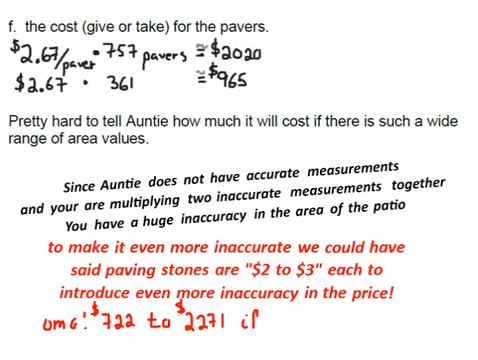 f. the cost (give or take) for the pavers.
$2.67/paver · 757 pavers ≅ $2020
$2.67 · 361 ≅ $965
Pretty hard to tell Auntie how much it will cost if there is such a wide
range of area values.
Since Auntie does not have accurate measurements
and your are multiplying two inaccurate measurements together
You have a huge inaccuracy in the area of the patio
to make it even more inaccurate we could have
said paving stones are "$2 to $3" each to
introduce even more inaccuracy in the price!
omG! $722 to $2271 if